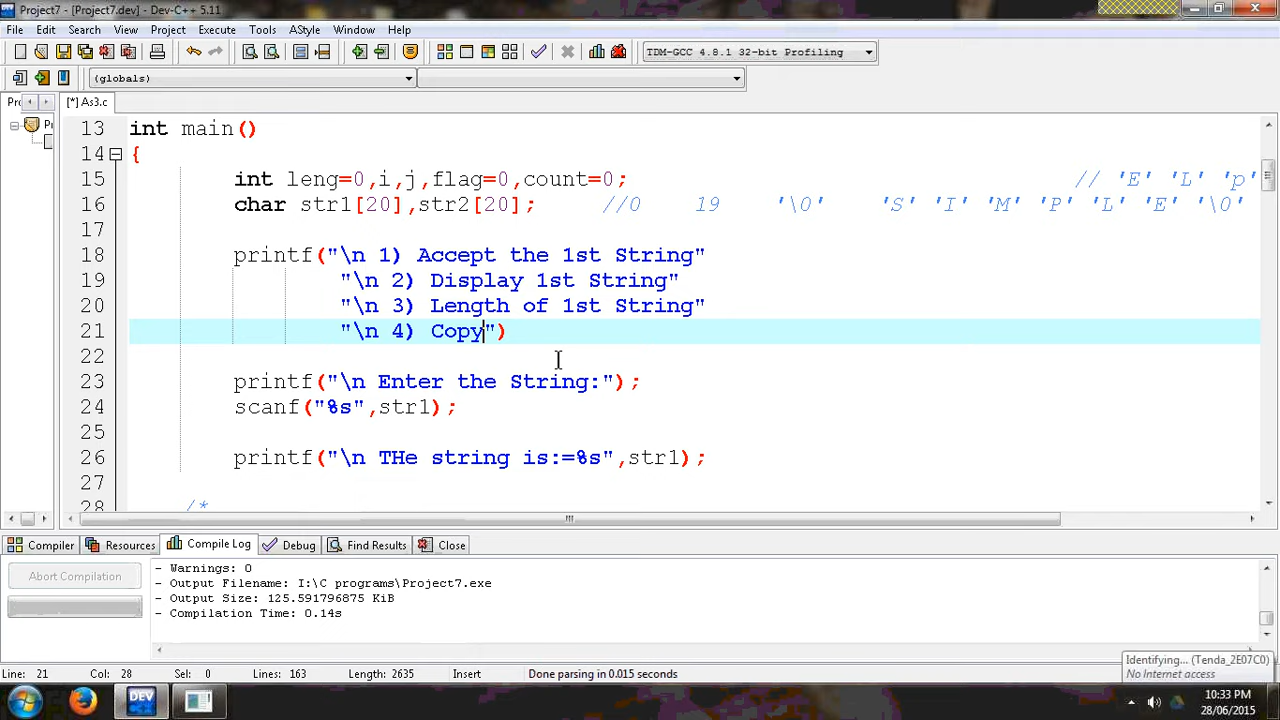 Project7 - [Project7.dev] - Dev-C++ 5.11
File Edit Search View Project Execute Tools AStyle Window Help
TDM-GCC 4.8.1 32-bit Profiling
(globals)
Pr [*] As3.c
13 int main()
14 {
15 int leng=0,i,j,flag=0,count=0; // 'E' 'L' 'p'
16 char str1[20],str2[20]; //0 19 '\0' 'S' 'I' 'M' 'P' 'L' 'E' '\0'
17
18 printf("\n 1) Accept the 1st String"
19 "\n 2) Display 1st String"
20 "\n 3) Length of 1st String"
21 "\n 4) Copy")
22
23 printf("\n Enter the String:");
24 scanf("%s",str1);
25
26 printf("\n THe string is:=%s",str1);
27
28 /*
Compiler Resources Compile Log Debug Find Results Close
Abort Compilation
- Warnings: 0
- Output Filename: I:\C programs\Project7.exe
- Output Size: 125.591796875 KiB
- Compilation Time: 0.14s
Line: 21 Col: 28 Sel: 0 Lines: 163 Length: 2635 Insert Done parsing in 0.015 seconds
Identifying... (Tenda_2E07C0)
No Internet access
DEV
10:33 PM
28/06/2015